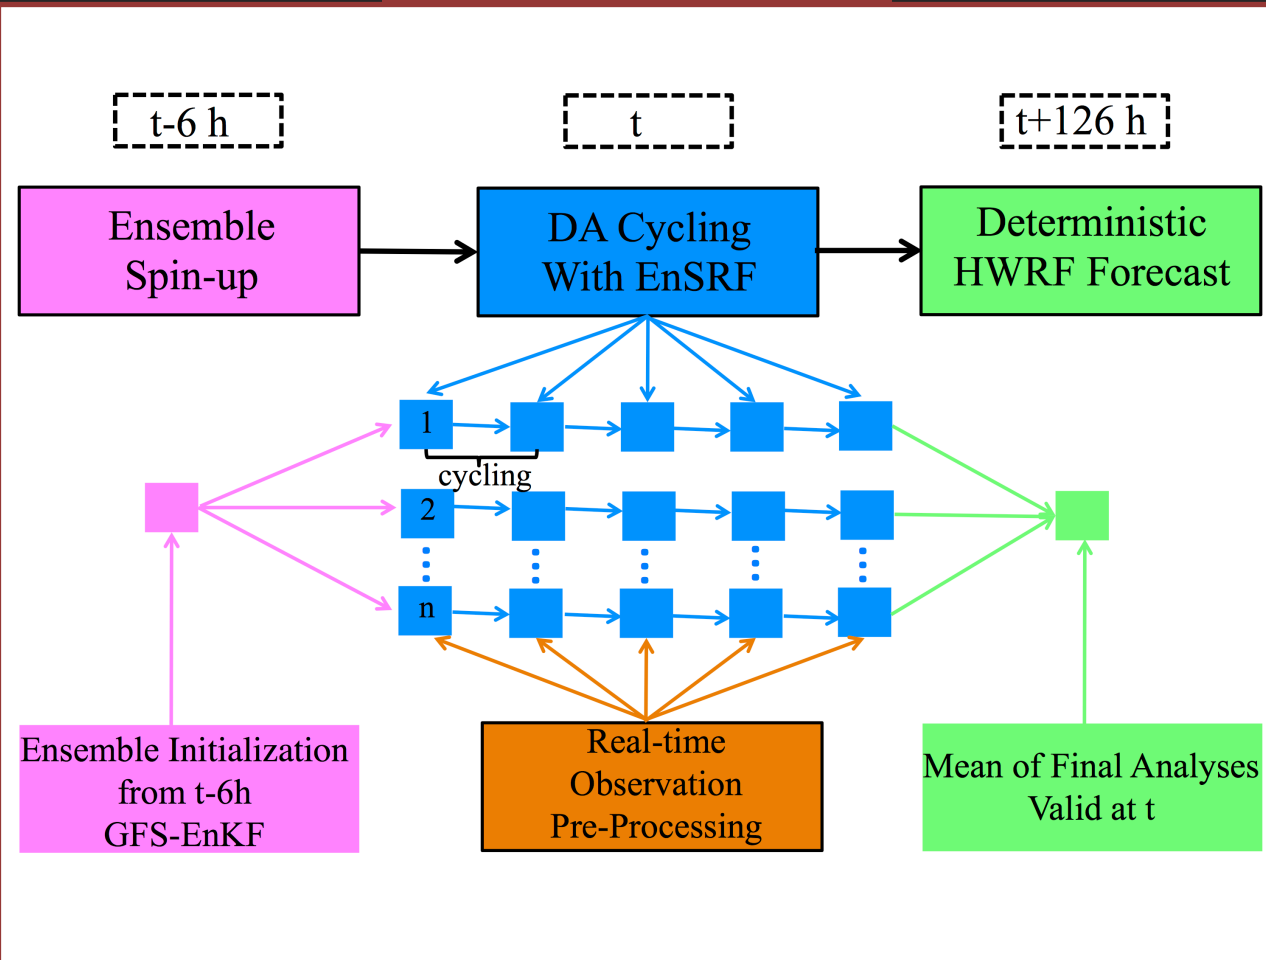 t-6 h
t
t+126 h
Ensemble
Spin-up
DA Cycling
With EnSRF
Deterministic
HWRF Forecast
1
cycling
2
n
Ensemble Initialization
from t-6h
GFS-EnKF
Real-time
Observation
Pre-Processing
Mean of Final Analyses
Valid at t